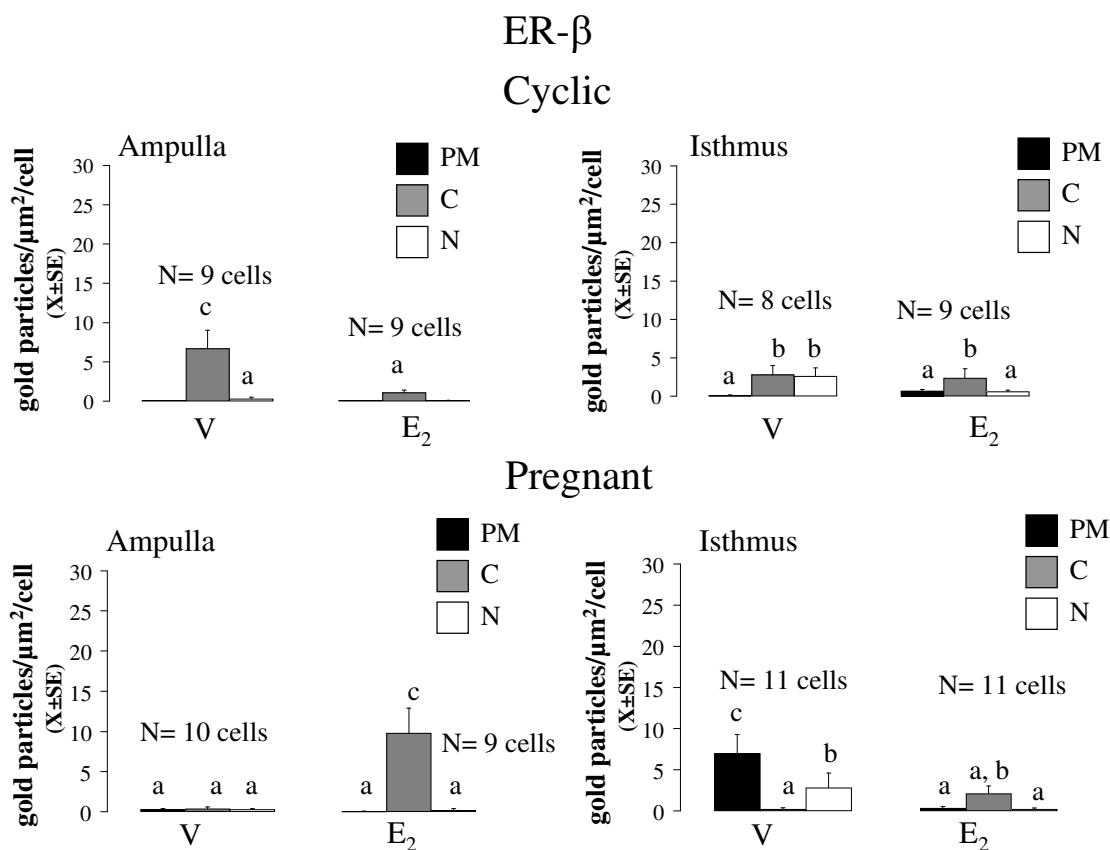 ER-β
Cyclic
Ampulla
PM
C
N
gold particles/µm²/cell
(X±SE)
30
25
20
15
10
5
0
N= 9 cells
c
a
N= 9 cells
a
V
E₂
Isthmus
PM
C
N
gold particles/µm²/cell
(X±SE)
30
25
20
15
10
5
0
N= 8 cells
a
b
b
N= 9 cells
a
b
a
V
E₂
Pregnant
Ampulla
PM
C
N
gold particles/µm²/cell
(X±SE)
30
25
20
15
10
5
0
N= 10 cells
a
a
a
c
N= 9 cells
a
a
V
E₂
Isthmus
PM
C
N
gold particles/µm²/cell
(X±SE)
30
25
20
15
10
5
0
N= 11 cells
c
a
b
N= 11 cells
a
a, b
a
V
E₂